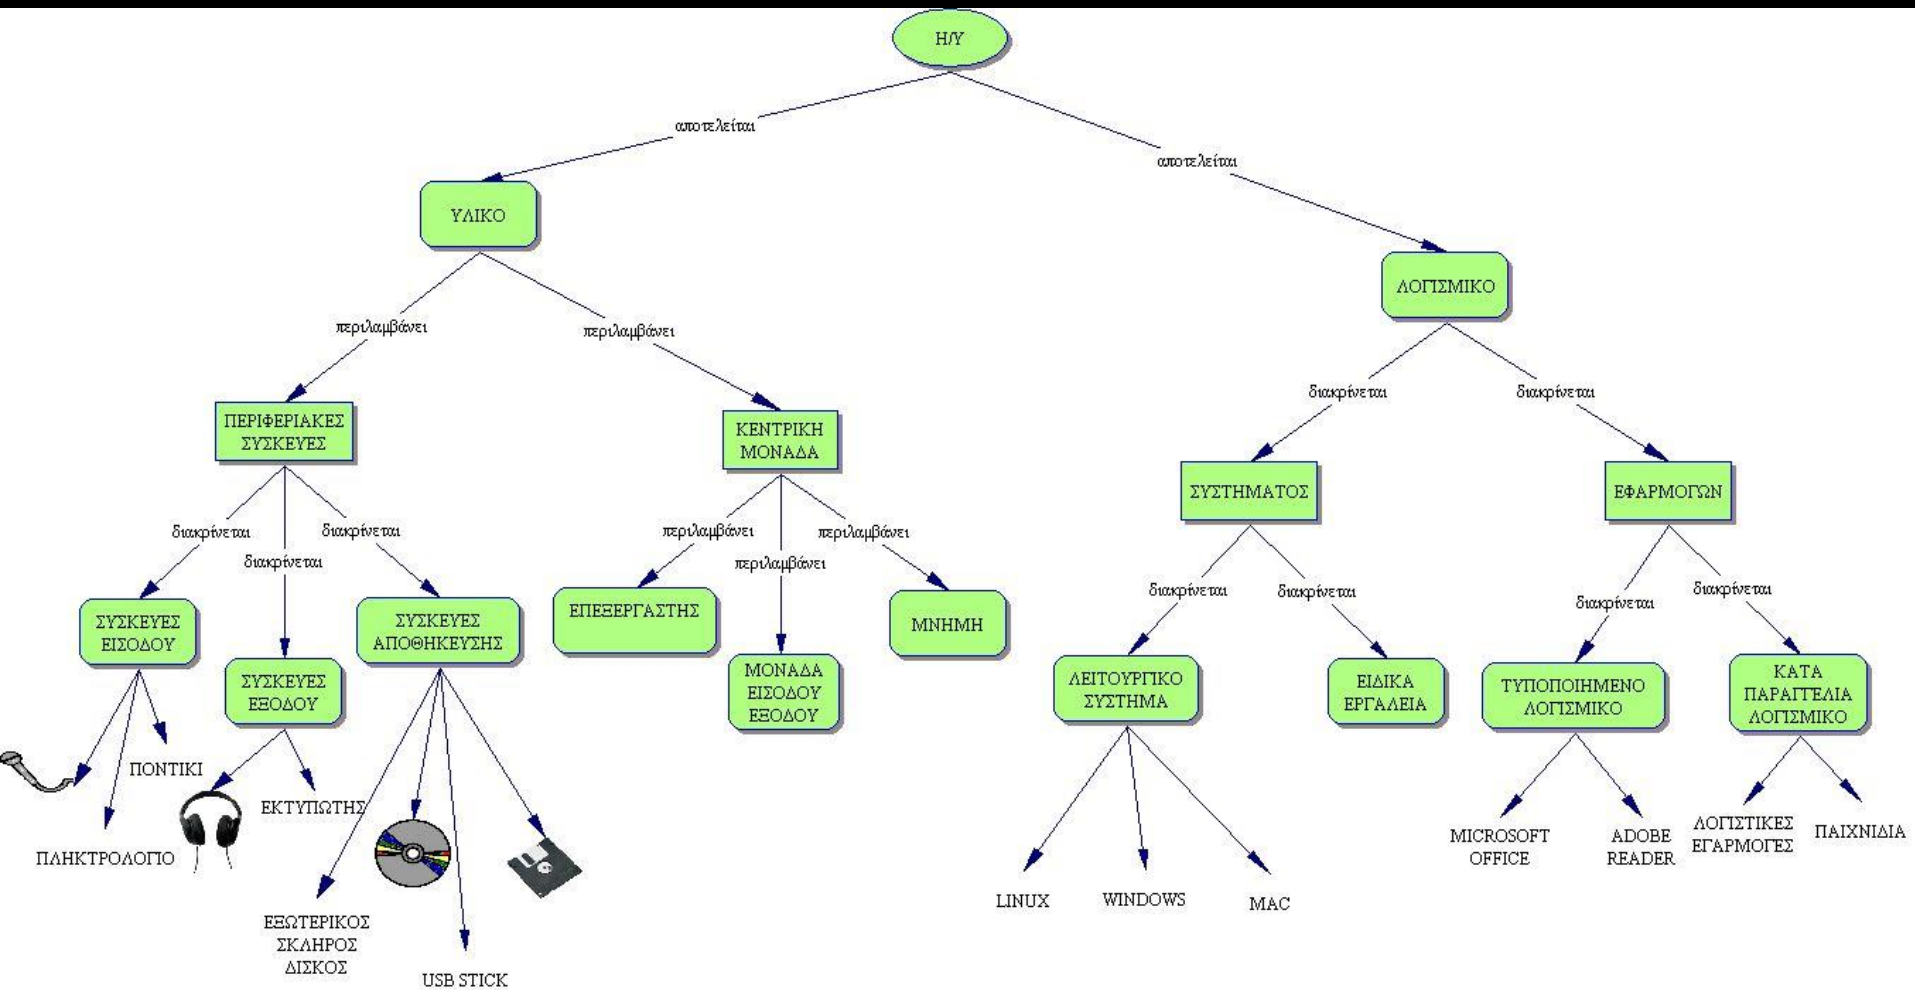 Η/Υ
αποτελείται
αποτελείται
ΥΛΙΚΟ
ΛΟΓΙΣΜΙΚΟ
περιλαμβάνει
περιλαμβάνει
διακρίνεται
διακρίνεται
ΠΕΡΙΦΕΡΙΑΚΕΣ
ΣΥΣΚΕΥΕΣ
ΚΕΝΤΡΙΚΗ
ΜΟΝΑΔΑ
ΣΥΣΤΗΜΑΤΟΣ
ΕΦΑΡΜΟΓΩΝ
διακρίνεται
διακρίνεται
διακρίνεται
περιλαμβάνει
περιλαμβάνει
περιλαμβάνει
διακρίνεται
διακρίνεται
διακρίνεται
διακρίνεται
ΣΥΣΚΕΥΕΣ
ΕΙΣΟΔΟΥ
ΣΥΣΚΕΥΕΣ
ΕΞΟΔΟΥ
ΣΥΣΚΕΥΕΣ
ΑΠΟΘΗΚΕΥΣΗΣ
ΕΠΕΞΕΡΓΑΣΤΗΣ
ΜΟΝΑΔΑ
ΕΙΣΟΔΟΥ
ΕΞΟΔΟΥ
ΜΝΗΜΗ
ΛΕΙΤΟΥΡΓΙΚΟ
ΣΥΣΤΗΜΑ
ΕΙΔΙΚΑ
ΕΡΓΑΛΕΙΑ
ΤΥΠΟΠΟΙΗΜΕΝΟ
ΛΟΓΙΣΜΙΚΟ
ΚΑΤΑ
ΠΑΡΑΓΓΕΛΙΑ
ΛΟΓΙΣΜΙΚΟ
ΠΟΝΤΙΚΙ
ΠΛΗΚΤΡΟΛΟΓΙΟ
ΕΚΤΥΠΩΤΗΣ
ΕΞΩΤΕΡΙΚΟΣ
ΣΚΛΗΡΟΣ
ΔΙΣΚΟΣ
USB STICK
LINUX
WINDOWS
MAC
MICROSOFT
OFFICE
ADOBE
READER
ΛΟΓΙΣΤΙΚΕΣ
ΕΓΑΡΜΟΓΕΣ
ΠΑΙΧΝΙΔΙΑ